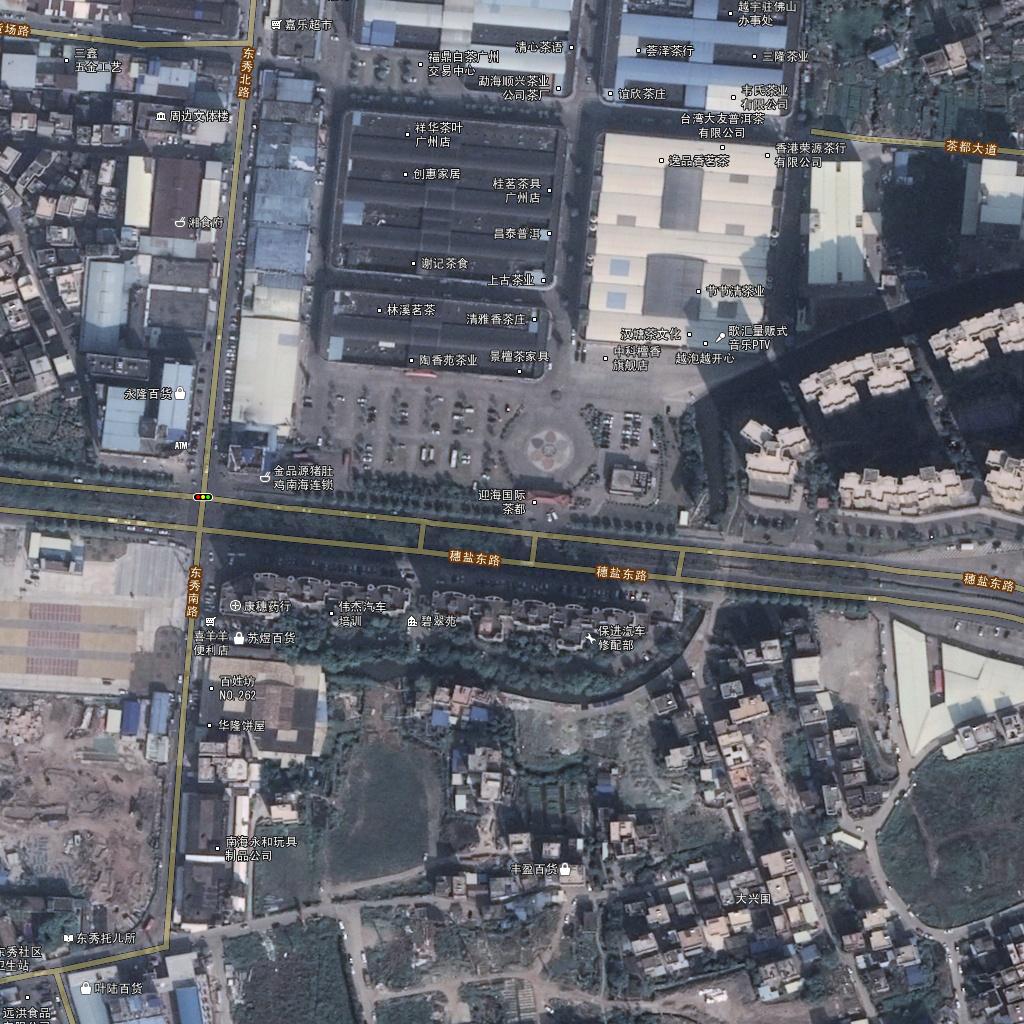 越宇驻佛山
办事处
嘉乐超市
清心茶语
荟泽茶行
三隆茶业
三鑫
五金工艺
东秀北路
福鼎白茶广州
交易中心
勐海顺兴茶业
公司茶厂
谊欣茶庄
韦氏茶业
有限公司
周边文体楼
台湾大友普洱茶
有限公司
祥华茶叶
广州店
茶都大道
香港荣源茶行
有限公司
逸品香茗茶
创惠家居
桂茗茶具
广州店
湘食府
昌泰普洱
谢记茶食
上古茶业
节节清茶业
林溪茗茶
清雅香茶庄
汉塘茶文化
歌汇量贩式
音乐PTV
陶香苑茶业
景檀茶家具
中科檀香
旗舰店
越泡越开心
永隆百货
ATM
金品源猪肚
鸡南海连锁
迎海国际
茶都
穗盐东路
穗盐东路
穗盐东路
东秀南路
康穗药行
伟杰汽车
培训
碧翠苑
喜羊羊
便利店
苏煜百货
保进汽车
修配部
百姓坊
NO.262
华隆饼屋
南海永和玩具
制品公司
丰盈百货
大兴围
东秀托儿所
东秀社区
卫生站
叶陆百货
远洪食品